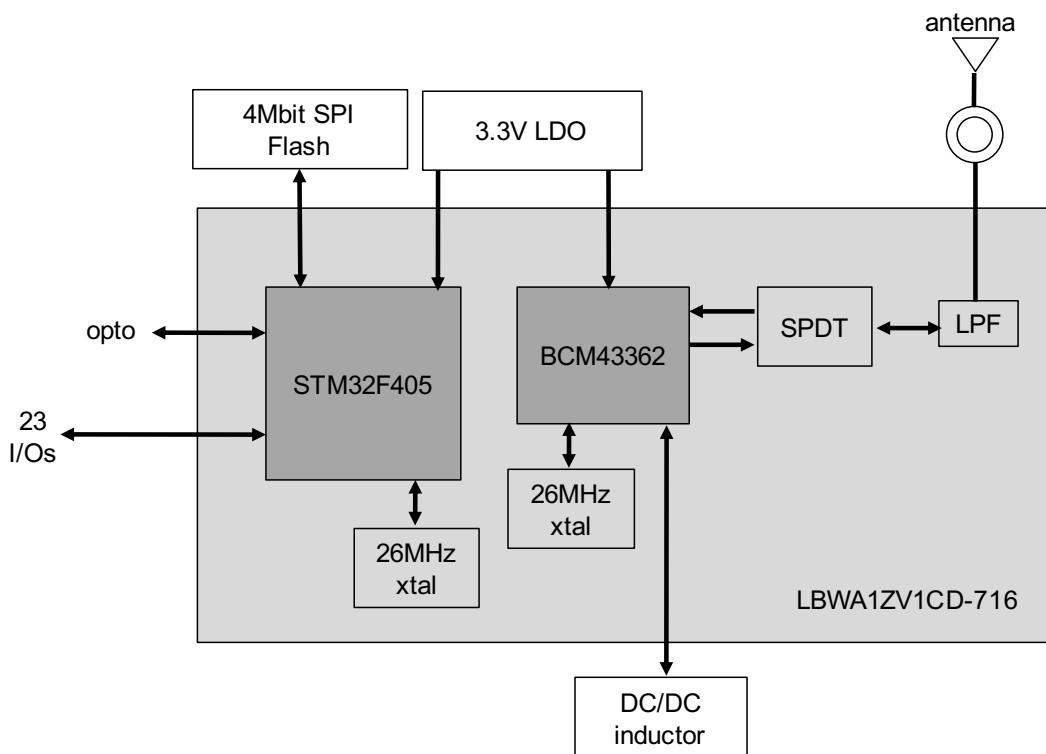 antenna
4Mbit SPI
Flash
3.3V LDO
opto
STM32F405
BCM43362
SPDT
LPF
23
I/Os
26MHz
xtal
26MHz
xtal
LBWA1ZV1CD-716
DC/DC
inductor